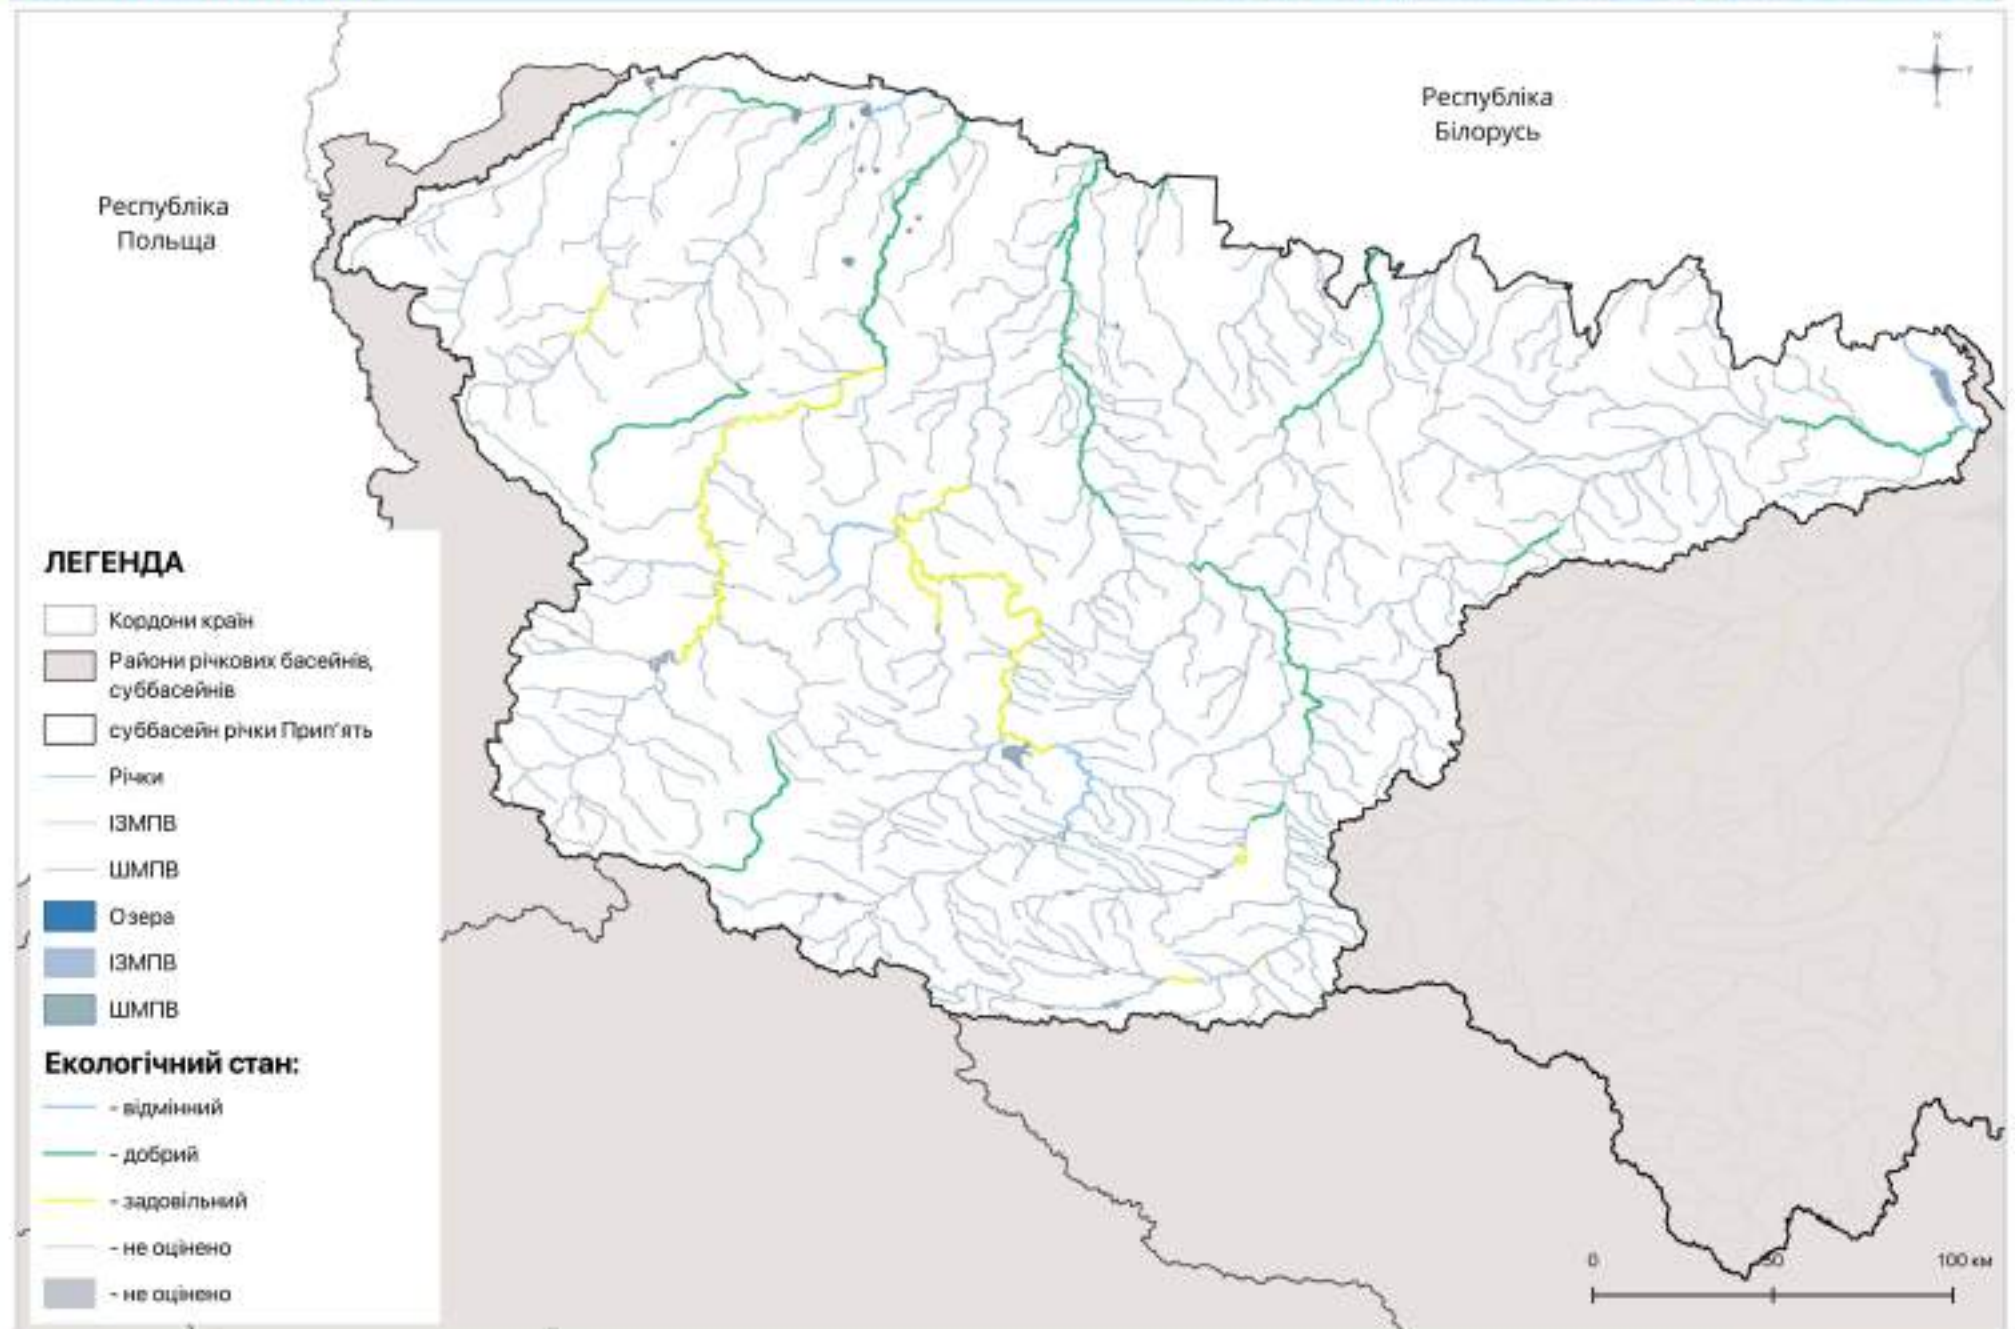 Республіка
Білорусь
Республіка
Польща
ЛЕГЕНДА
Кордони країн
Райони річкових басейнів,
суббасейнів
суббасейн річки Прип'ять
Річки
ІЗМПВ
ШМПВ
Озера
ІЗМПВ
ШМПВ
Екологічний стан:
- відмінний
- добрий
- задовільний
- не оцінено
- не оцінено
0 50 100 км